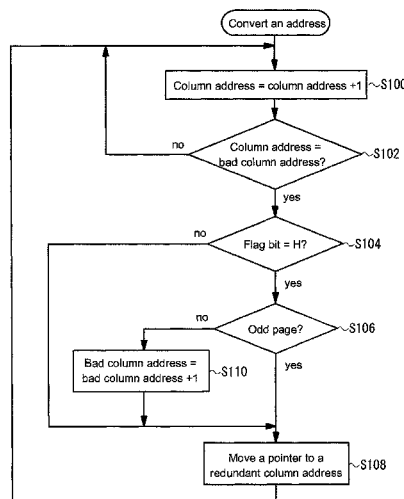 Convert an address
Column address = column address +1
S100
no
Column address =
bad column address?
S102
yes
no
Flag bit = H?
S104
yes
no
Odd page?
S106
Bad column address =
bad column address +1
S110
yes
Move a pointer to a
redundant column address
S108